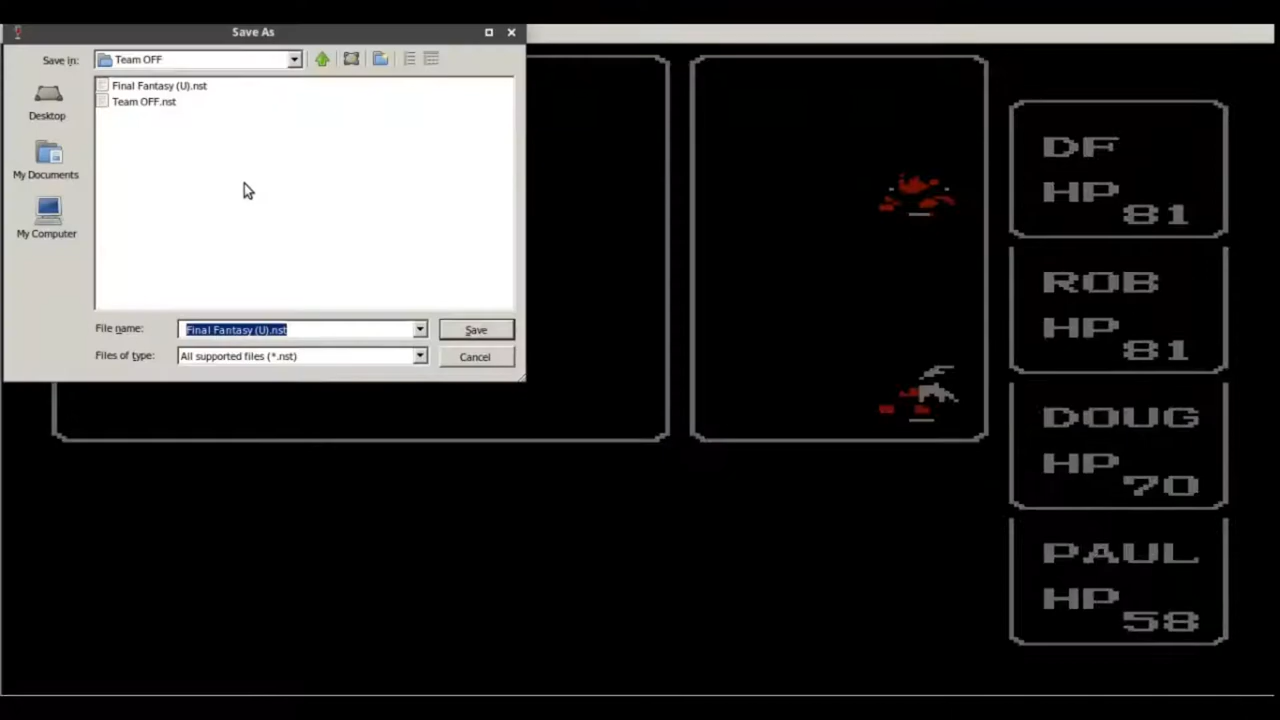 Save As
Save in:
Team OFF
Final Fantasy (U).nst
Team OFF.nst
Desktop
My Documents
My Computer
File name:
Final Fantasy (U).nst
Save
Files of type:
All supported files (*.nst)
Cancel
DF
HP
81
ROB
HP
81
DOUG
HP
70
PAUL
HP
58